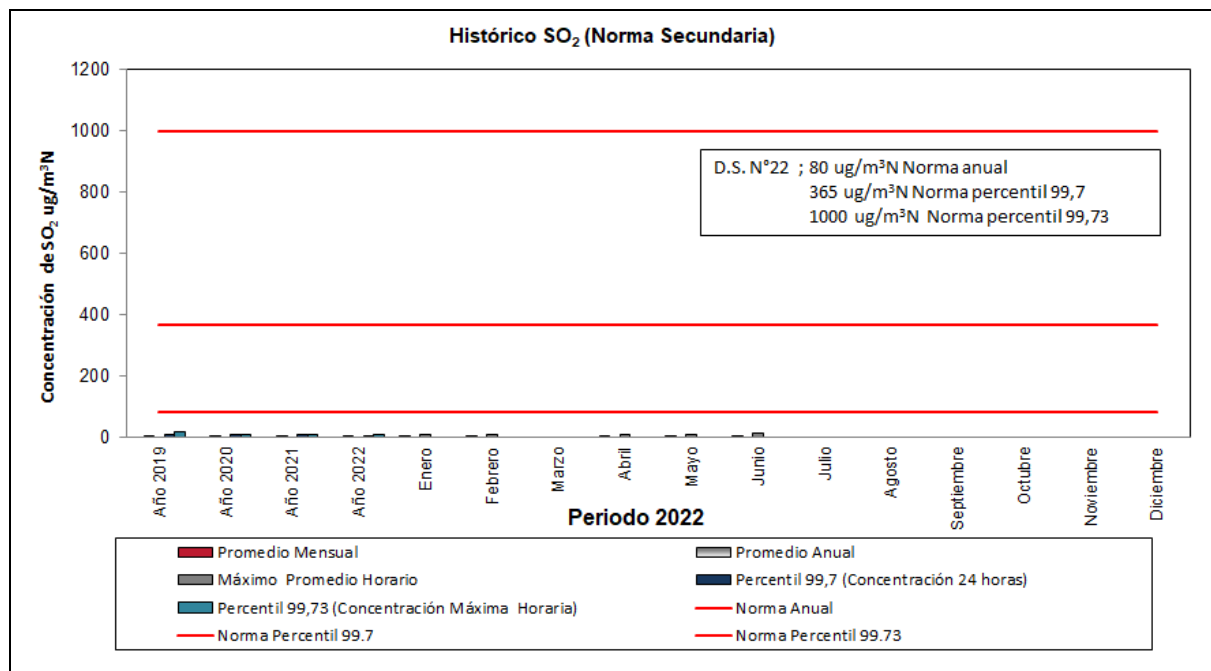 Histórico SO₂ (Norma Secundaria)
Concentración de SO₂ ug/m³N
1200
1000
800
600
400
200
0
D.S. N°22 ; 80 ug/m³N Norma anual
365 ug/m³N Norma percentil 99,7
1000 ug/m³N Norma percentil 99,73
Año 2019
Año 2020
Año 2021
Año 2022
Enero
Febrero
Marzo
Abril
Mayo
Junio
Julio
Agosto
Septiembre
Octubre
Noviembre
Diciembre
Periodo 2022
Promedio Mensual
Promedio Anual
Máximo Promedio Horario
Percentil 99,7 (Concentración 24 horas)
Percentil 99,73 (Concentración Máxima Horaria)
Norma Anual
Norma Percentil 99.7
Norma Percentil 99.73